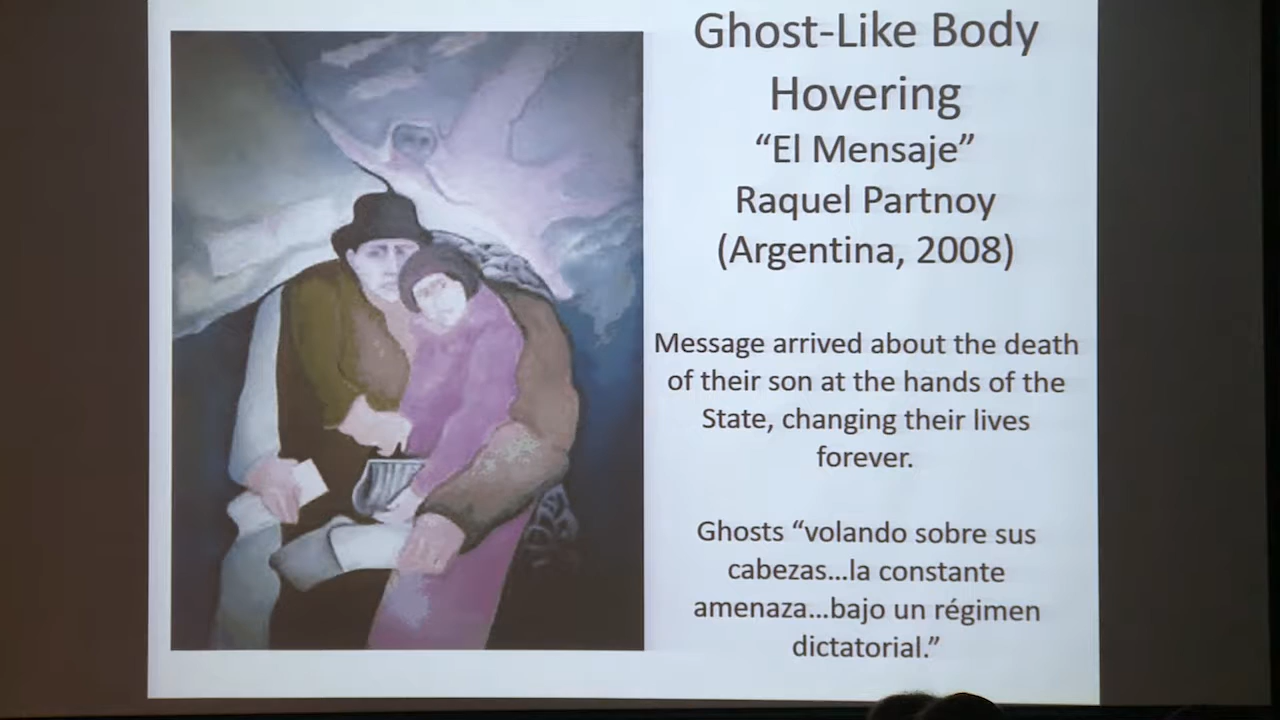 Ghost-Like Body
Hovering
“El Mensaje”
Raquel Partnoy
(Argentina, 2008)
Message arrived about the death
of their son at the hands of the
State, changing their lives
forever.
Ghosts “volando sobre sus
cabezas...la constante
amenaza...bajo un régimen
dictatorial.”